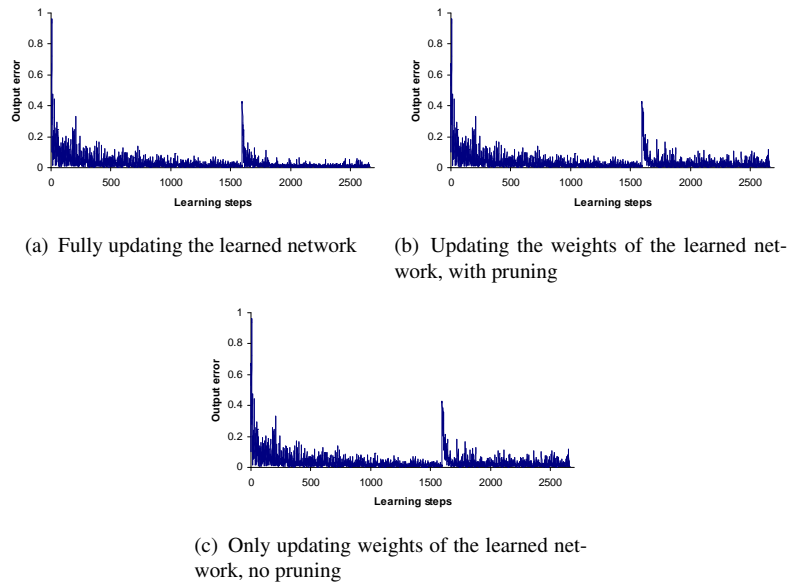 1
0.8
0.6
0.4
0.2
0
Output error
0 500 1000 1500 2000 2500
Learning steps
(a) Fully updating the learned network
1
0.8
0.6
0.4
0.2
0
Output error
0 500 1000 1500 2000 2500
Learning steps
(b) Updating the weights of the learned net-
work, with pruning
1
0.8
0.6
0.4
0.2
0
Output error
0 500 1000 1500 2000 2500
Learning steps
(c) Only updating weights of the learned net-
work, no pruning